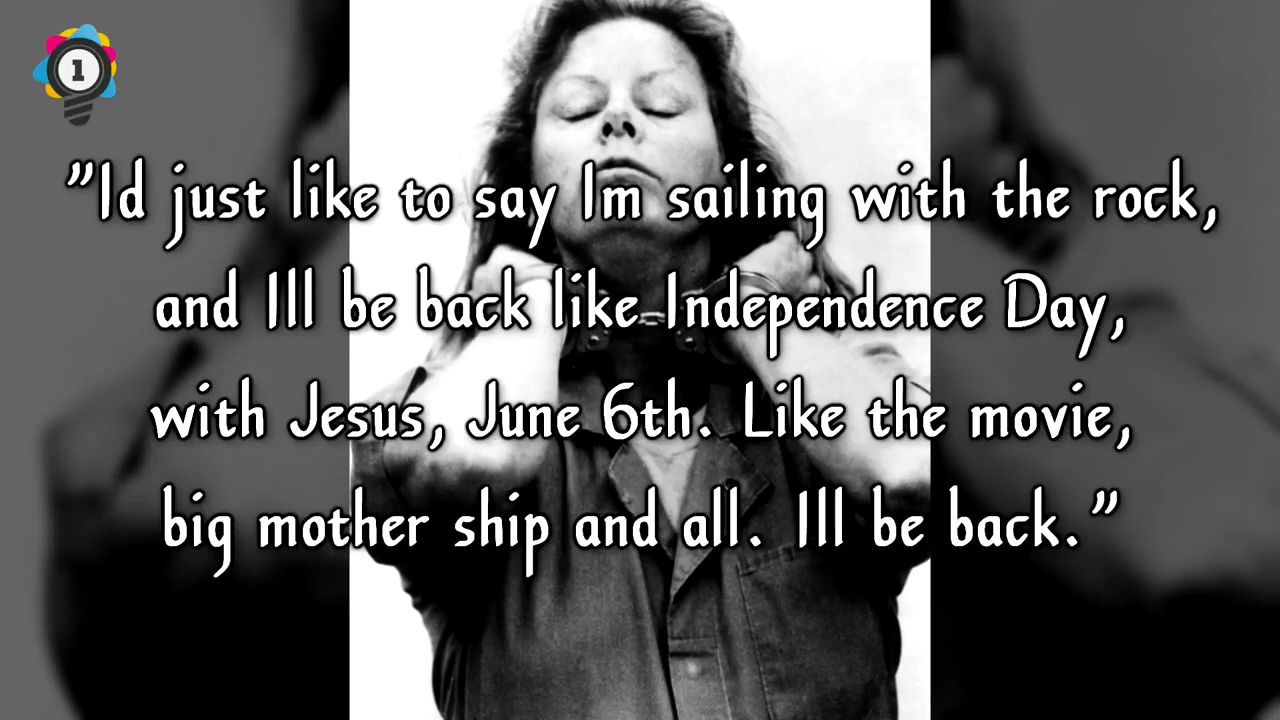 1
"Id just like to say Im sailing with the rock,
and Ill be back like Independence Day,
with Jesus, June 6th. Like the movie,
big mother ship and all. Ill be back."